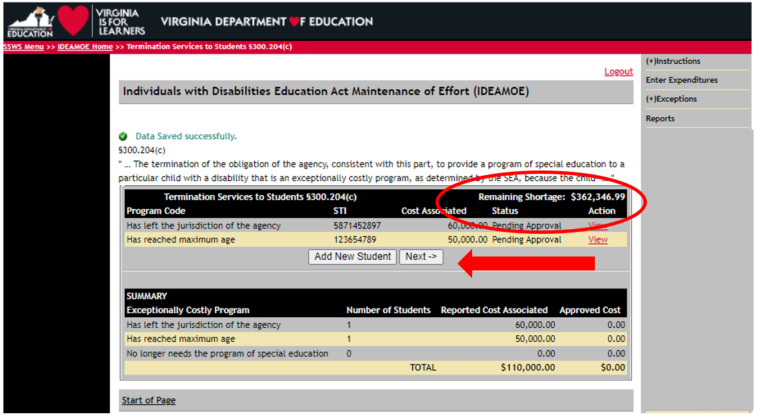 VIRGINIA
IS FOR
LEARNERS
VIRGINIA DEPARTMENT OF EDUCATION
EDUCATION
SSWS Menu >> IDEAMOE Home >> Termination Services to Students §300.204(c)
(+)Instructions
Enter Expenditures
(+)Exceptions
Reports
Logout
Individuals with Disabilities Education Act Maintenance of Effort (IDEAMOE)
Data Saved successfully.
§300.204(c)
" ... The termination of the obligation of the agency, consistent with this part, to provide a program of special education to a
particular child with a disability that is an exceptionally costly program, as determined by the SEA, because the child ... "
Termination Services to Students §300.204(c) Remaining Shortage: $362,346.99
Program Code STI Cost Associated Status Action
Has left the jurisdiction of the agency 5871452897 60,000.00 Pending Approval View
Has reached maximum age 123654789 50,000.00 Pending Approval View
Add New Student Next ->
SUMMARY
Exceptionally Costly Program Number of Students Reported Cost Associated Approved Cost
Has left the jurisdiction of the agency 1 60,000.00 0.00
Has reached maximum age 1 50,000.00 0.00
No longer needs the program of special education 0 0.00 0.00
TOTAL $110,000.00 $0.00
Start of Page